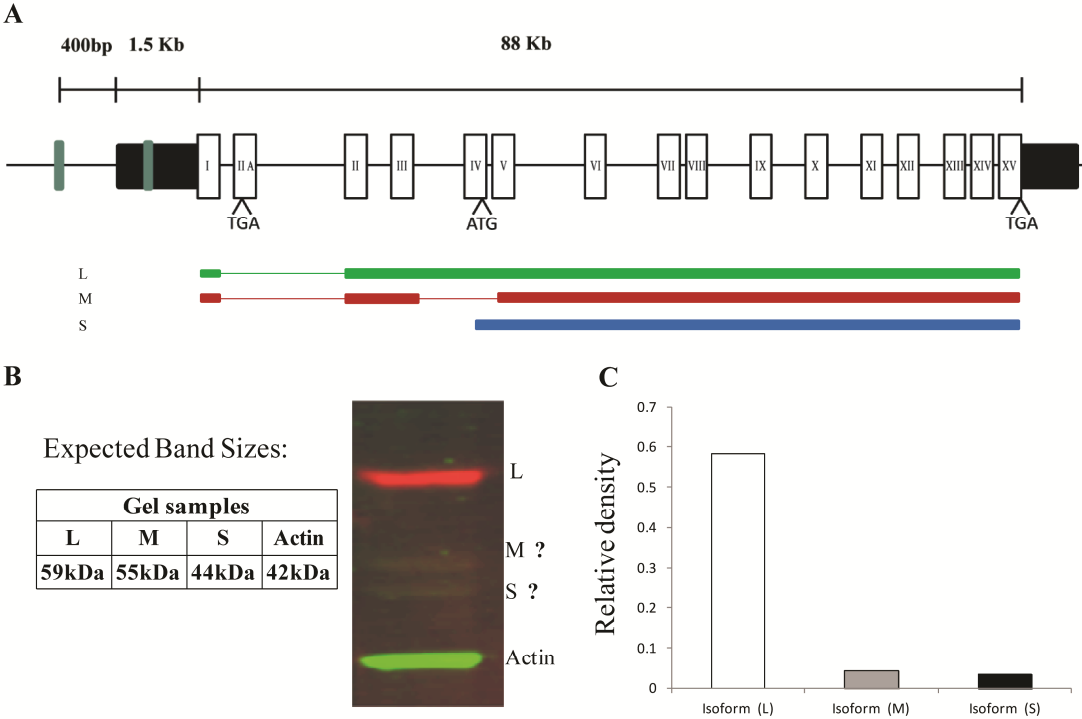 A
400bp 1.5 Kb 88 Kb
I II A II III IV V VI VII VIII IX X XI XII XIII XIV XV
TGA ATG TGA
L
M
S
B
Expected Band Sizes:
Gel samples
L M S Actin
59kDa 55kDa 44kDa 42kDa
L
M ?
S ?
Actin
C
Relative density
0.7
0.6
0.5
0.4
0.3
0.2
0.1
0
Isoform (L) Isoform (M) Isoform (S)